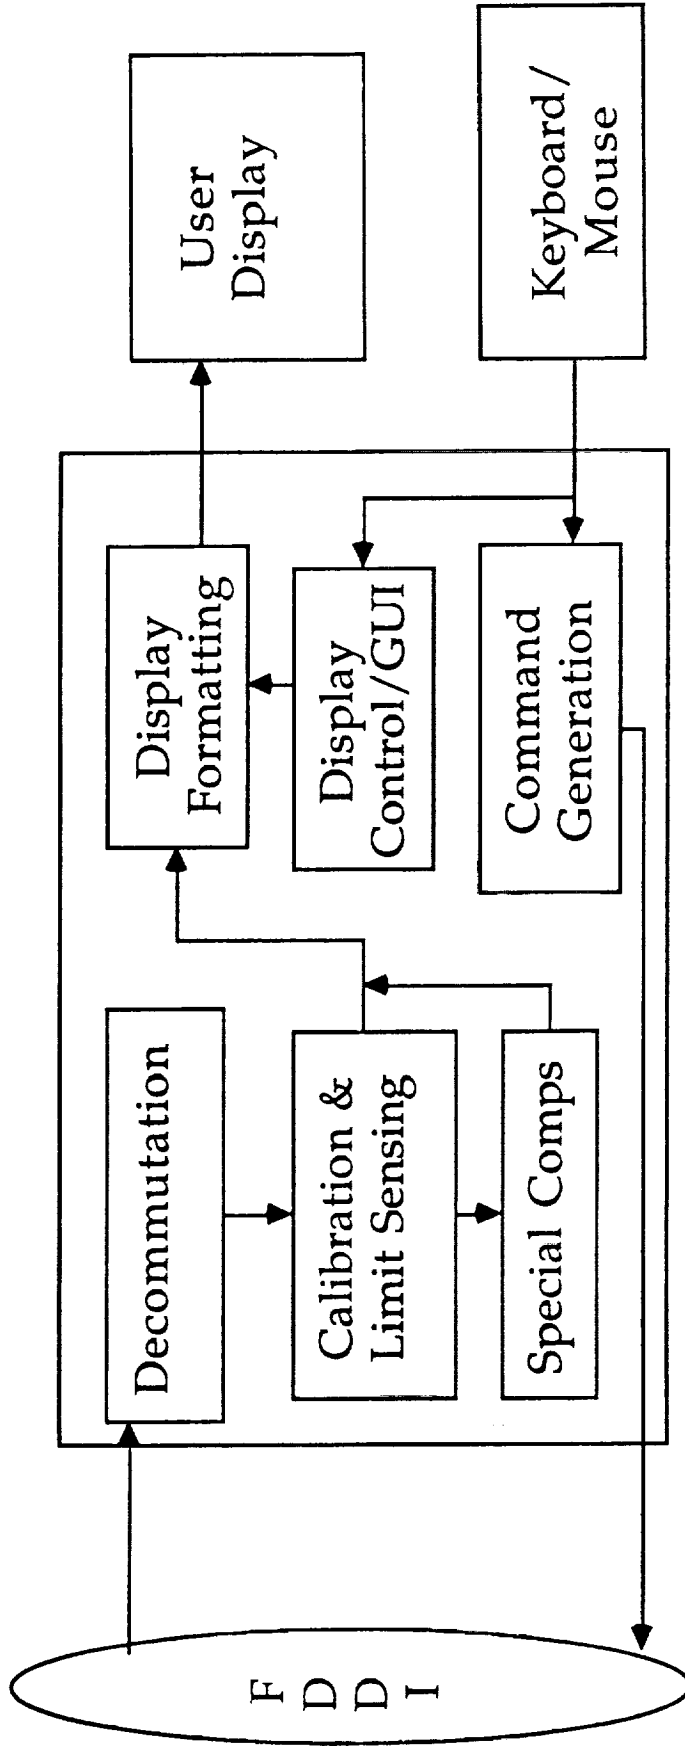 F
D
D
I
Decommutation
Calibration &
Limit Sensing
Special Comps
Display
Formatting
Display
Control/GUI
Command
Generation
User
Display
Keyboard/
Mouse